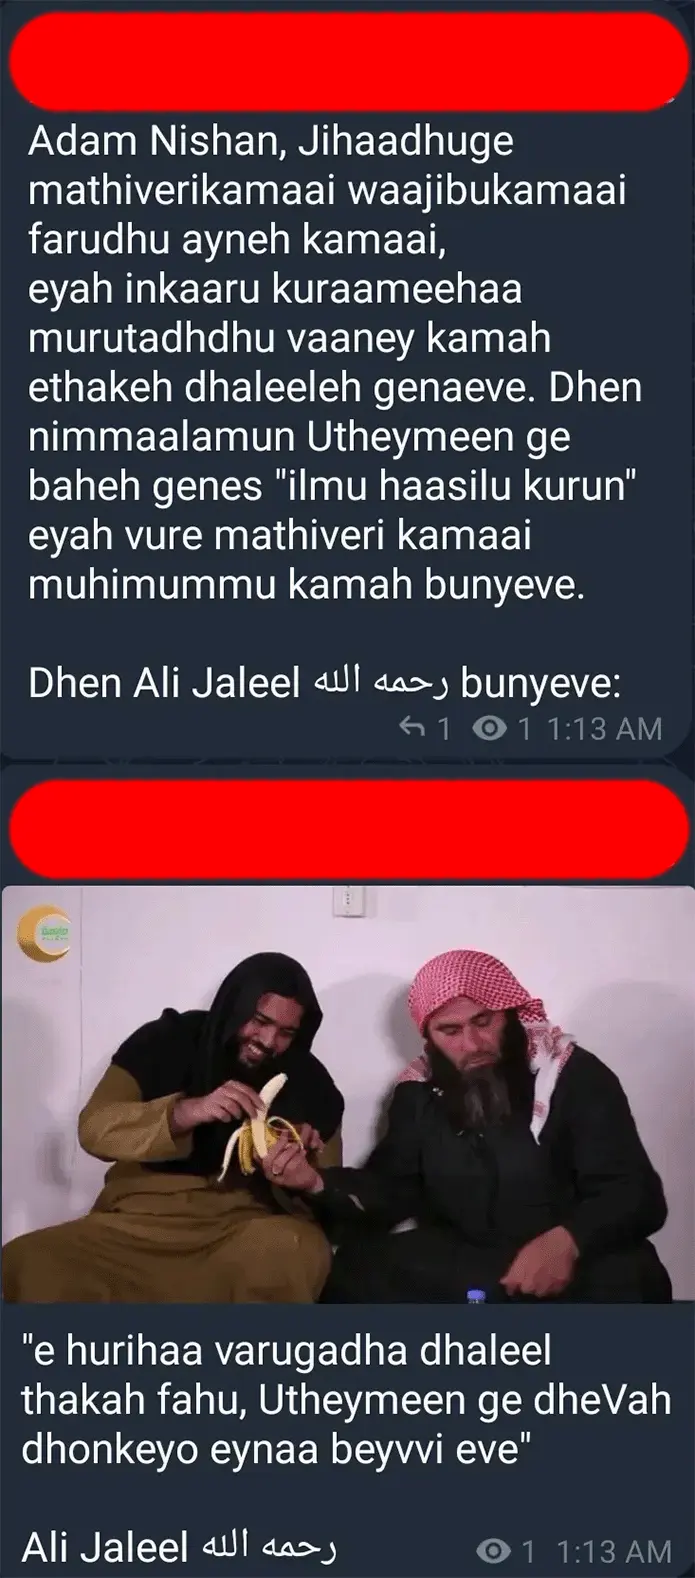 Adam Nishan, Jihaadhuge
mathiverikamaai waajibukamaai
farudhu ayneh kamaai,
eyah inkaaru kuraameehaa
murutadhdhu vaaney kamah
ethakeh dhaleeleh genaeve. Dhen
nimmaalamun Utheymeen ge
baheh genes "ilmu haasilu kurun"
eyah vure mathiveri kamaai
muhimummu kamah bunyeve.
Dhen Ali Jaleel رحمه الله bunyeve:
1 1 1:13 AM
"e hurihaa varugadha dhaleel
thakah fahu, Utheymeen ge dheVah
dhonkeyo eynaa beyvvi eve"
Ali Jaleel رحمه الله
1 1:13 AM